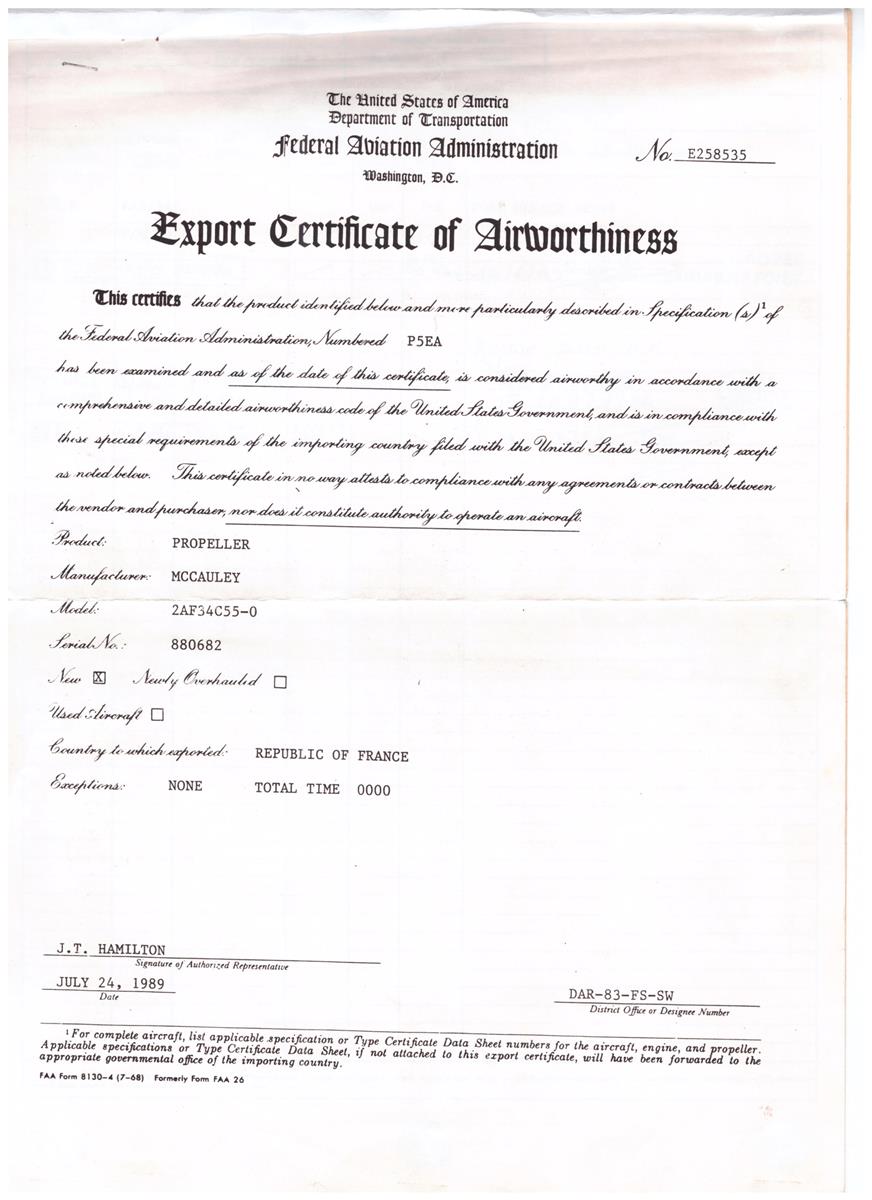 The United States of America
Department of Transportation
Federal Aviation Administration
No. E258535
Washington, D.C.
Export Certificate of Airworthiness
This certifies that the product identified below and more particularly described in Specification (s)¹ of
the Federal Aviation Administration, Numbered P5EA
has been examined and as of the date of this certificate, is considered airworthy in accordance with a
comprehensive and detailed airworthiness code of the United States Government, and is in compliance with
those special requirements of the importing country filed with the United States Government, except
as noted below. This certificate in no way attests to compliance with any agreements or contracts between
the vendor and purchaser, nor does it constitute authority to operate an aircraft.
Product: PROPELLER
Manufacturer: MCCAULEY
Model: 2AF34C55-0
Serial No.: 880682
New X Newly Overhauled
Used Aircraft
Country to which exported: REPUBLIC OF FRANCE
Exceptions: NONE TOTAL TIME 0000
J.T. HAMILTON
Signature of Authorized Representative
JULY 24, 1989
Date
DAR-83-FS-SW
District Office or Designee Number
¹ For complete aircraft, list applicable specification or Type Certificate Data Sheet numbers for the aircraft, engine, and propeller.
Applicable specifications or Type Certificate Data Sheet, if not attached to this export certificate, will have been forwarded to the
appropriate governmental office of the importing country.
FAA Form 8130-4 (7-68) Formerly Form FAA 26